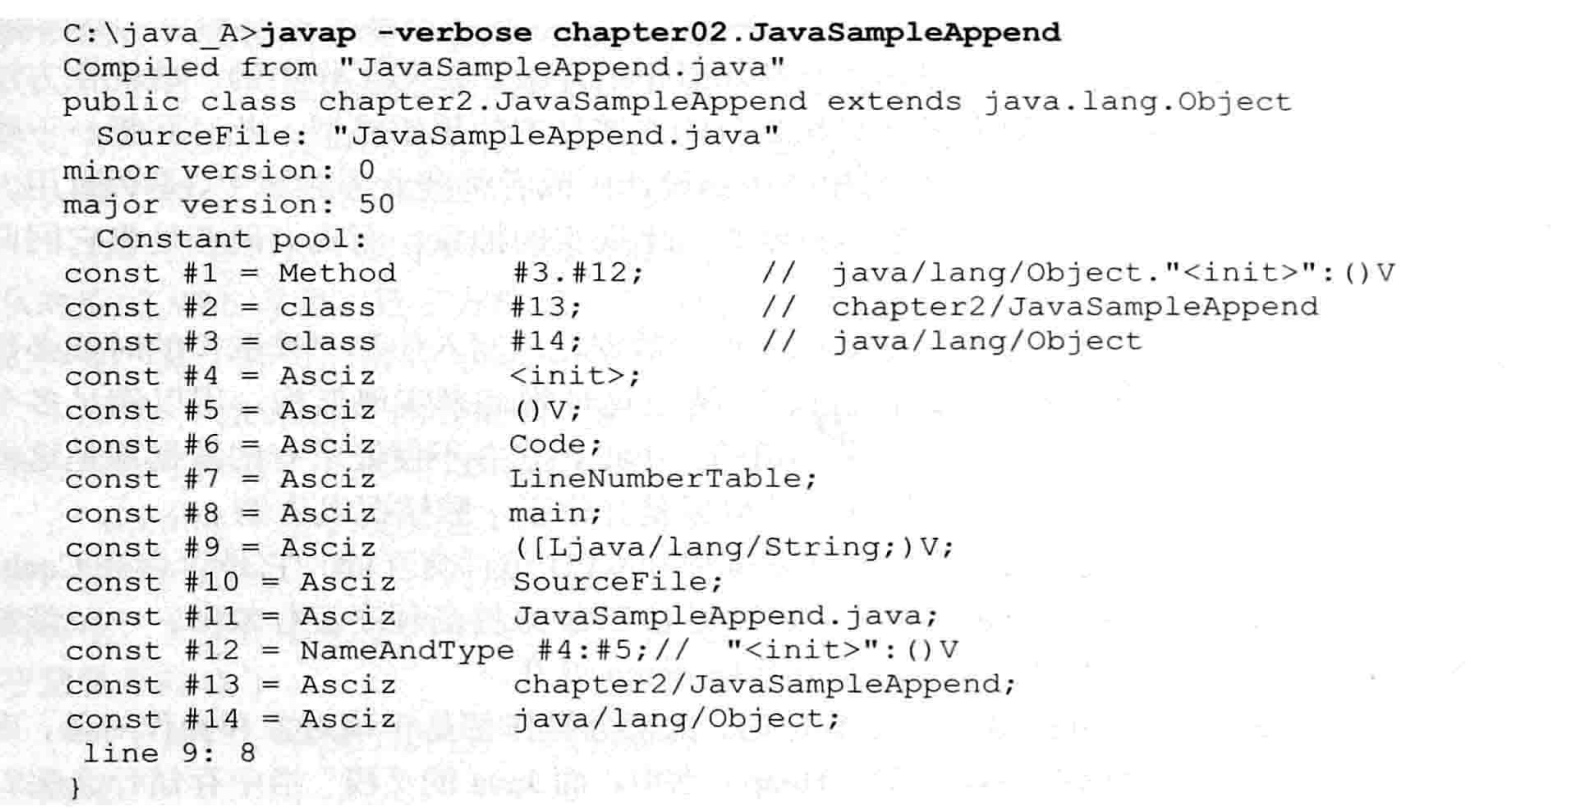 C:\java_A>javap -verbose chapter02.JavaSampleAppend
Compiled from "JavaSampleAppend.java"
public class chapter2.JavaSampleAppend extends java.lang.Object
  SourceFile: "JavaSampleAppend.java"
minor version: 0
major version: 50
  Constant pool:
const #1 = Method      #3.#12;      //  java/lang/Object."<init>":()V
const #2 = class       #13;         //  chapter2/JavaSampleAppend
const #3 = class       #14;         //  java/lang/Object
const #4 = Asciz       <init>;
const #5 = Asciz       ()V;
const #6 = Asciz       Code;
const #7 = Asciz       LineNumberTable;
const #8 = Asciz       main;
const #9 = Asciz       ([Ljava/lang/String;)V;
const #10 = Asciz      SourceFile;
const #11 = Asciz      JavaSampleAppend.java;
const #12 = NameAndType #4:#5;//  "<init>":()V
const #13 = Asciz      chapter2/JavaSampleAppend;
const #14 = Asciz      java/lang/Object;
 line 9: 8
}